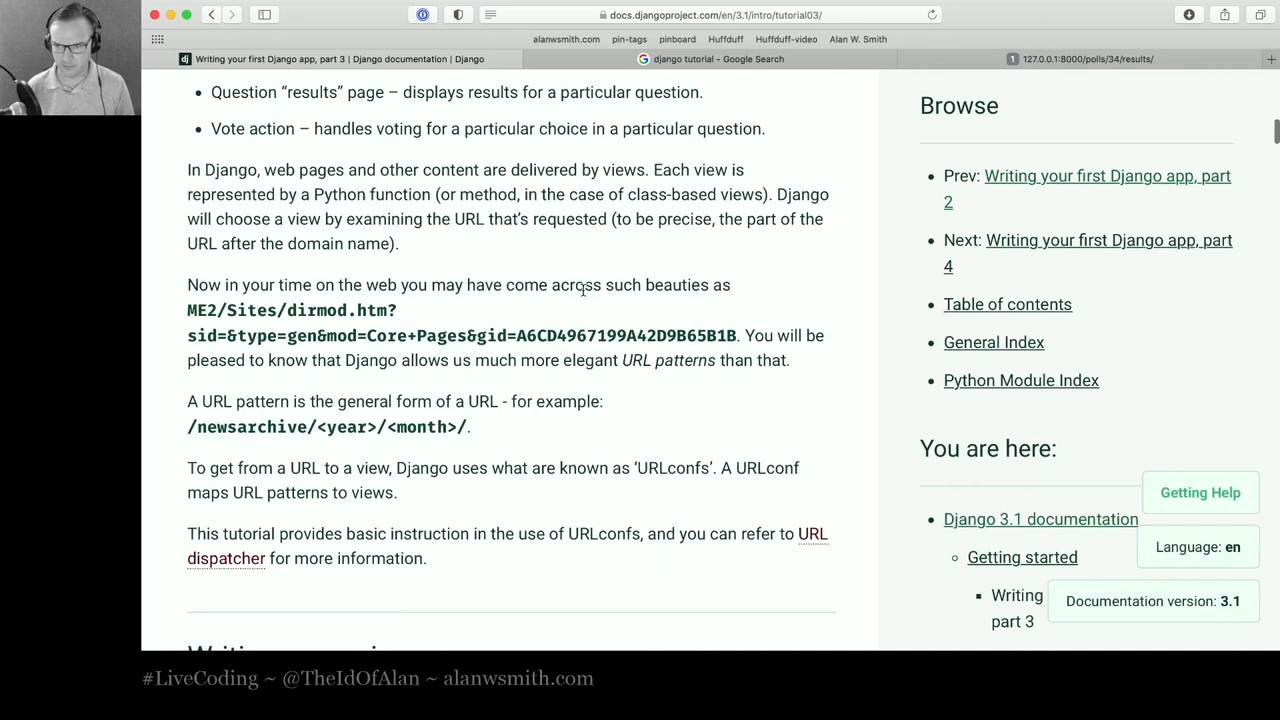 docs.djangoproject.com/en/3.1/intro/tutorial03/
alanwsmith.com pin-tags pinboard Huffduff Huffduff-video Alan W. Smith
dj Writing your first Django app, part 3 | Django documentation | Django
G django tutorial - Google Search
1 127.0.0.1:8000/polls/34/results/
• Question “results” page – displays results for a particular question.
• Vote action – handles voting for a particular choice in a particular question.
In Django, web pages and other content are delivered by views. Each view is
represented by a Python function (or method, in the case of class-based views). Django
will choose a view by examining the URL that’s requested (to be precise, the part of the
URL after the domain name).
Now in your time on the web you may have come across such beauties as
ME2/Sites/dirmod.htm?
sid=&type=gen&mod=Core+Pages&gid=A6CD4967199A42D9B65B1B. You will be
pleased to know that Django allows us much more elegant URL patterns than that.
A URL pattern is the general form of a URL - for example:
/newsarchive/<year>/<month>/.
To get from a URL to a view, Django uses what are known as ‘URLconfs’. A URLconf
maps URL patterns to views.
This tutorial provides basic instruction in the use of URLconfs, and you can refer to URL
dispatcher for more information.
Browse
• Prev: Writing your first Django app, part
2
• Next: Writing your first Django app, part
4
• Table of contents
• General Index
• Python Module Index
You are here:
• Django 3.1 documentation
Getting started
Writing
part 3
Getting Help
Language: en
Documentation version: 3.1
#LiveCoding ~ @TheIdOfAlan ~ alanwsmith.com